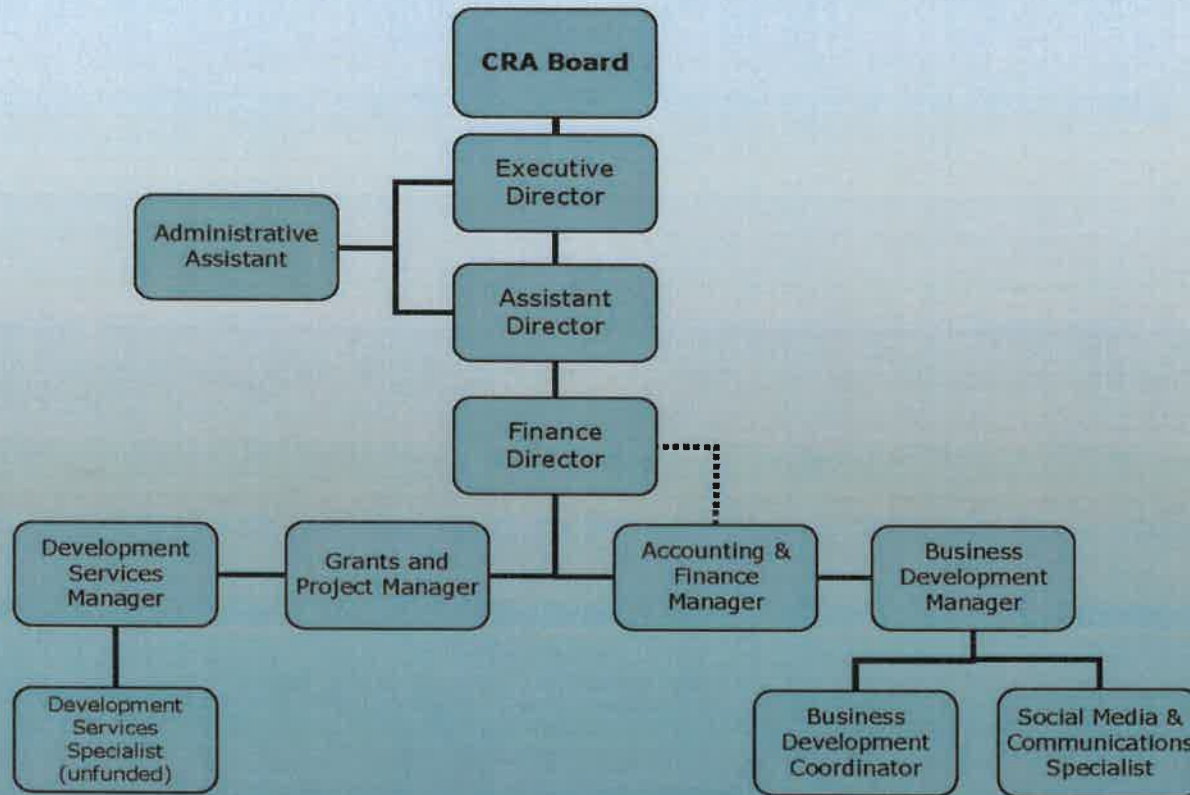 CRA Board
Executive
Director
Administrative
Assistant
Assistant
Director
Finance
Director
Development
Services
Manager
Grants and
Project Manager
Accounting &
Finance
Manager
Business
Development
Manager
Development
Services
Specialist
(unfunded)
Business
Development
Coordinator
Social Media &
Communications
Specialist